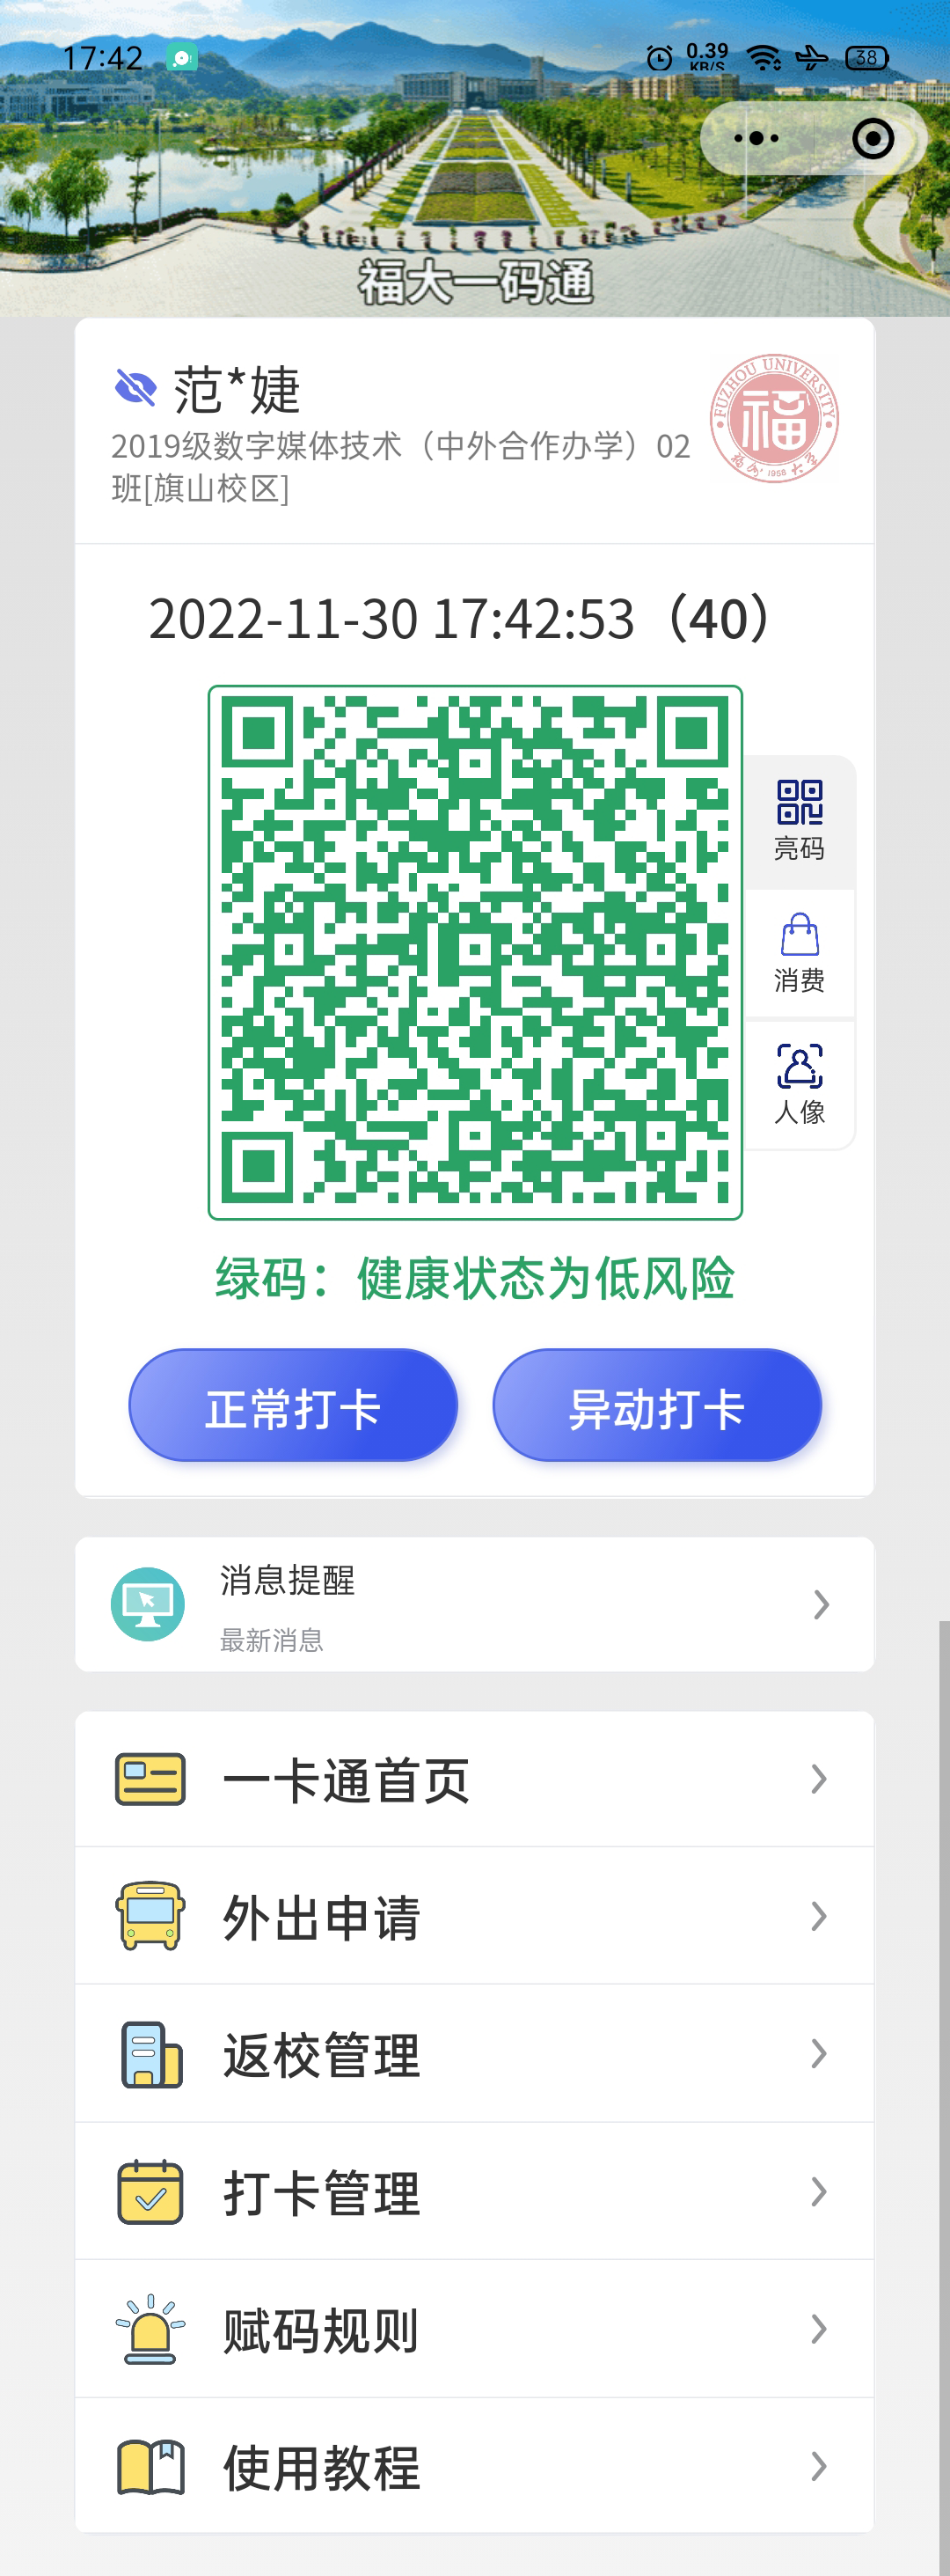 17:42
0.39
KB/S
38
福大一码通
范*婕
2019级数字媒体技术（中外合作办学）02
班[旗山校区]
FUZHOU UNIVERSITY
福
福州大学
1958
2022-11-30 17:42:53（40）
亮码
消费
人像
绿码：健康状态为低风险
正常打卡
异动打卡
消息提醒
最新消息
一卡通首页
外出申请
返校管理
打卡管理
赋码规则
使用教程